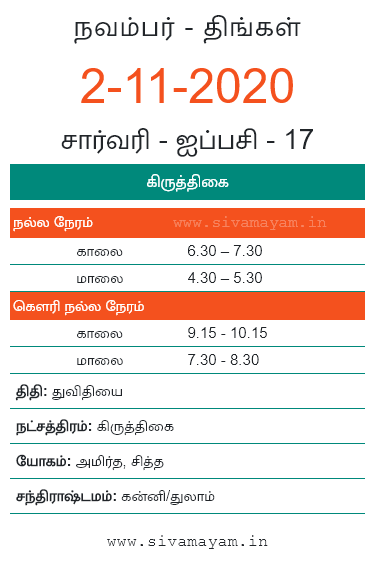 நவம்பர் - திங்கள்
2-11-2020
சார்வரி - ஐப்பசி - 17
கிருத்திகை
நல்ல நேரம் www.sivamayam.in
காலை 6.30 – 7.30
மாலை 4.30 – 5.30
கௌரி நல்ல நேரம்
காலை 9.15 - 10.15
மாலை 7.30 - 8.30
திதி: துவிதியை
நட்சத்திரம்: கிருத்திகை
யோகம்: அமிர்த, சித்த
சந்திராஷ்டமம்: கன்னி/துலாம்
www.sivamayam.in